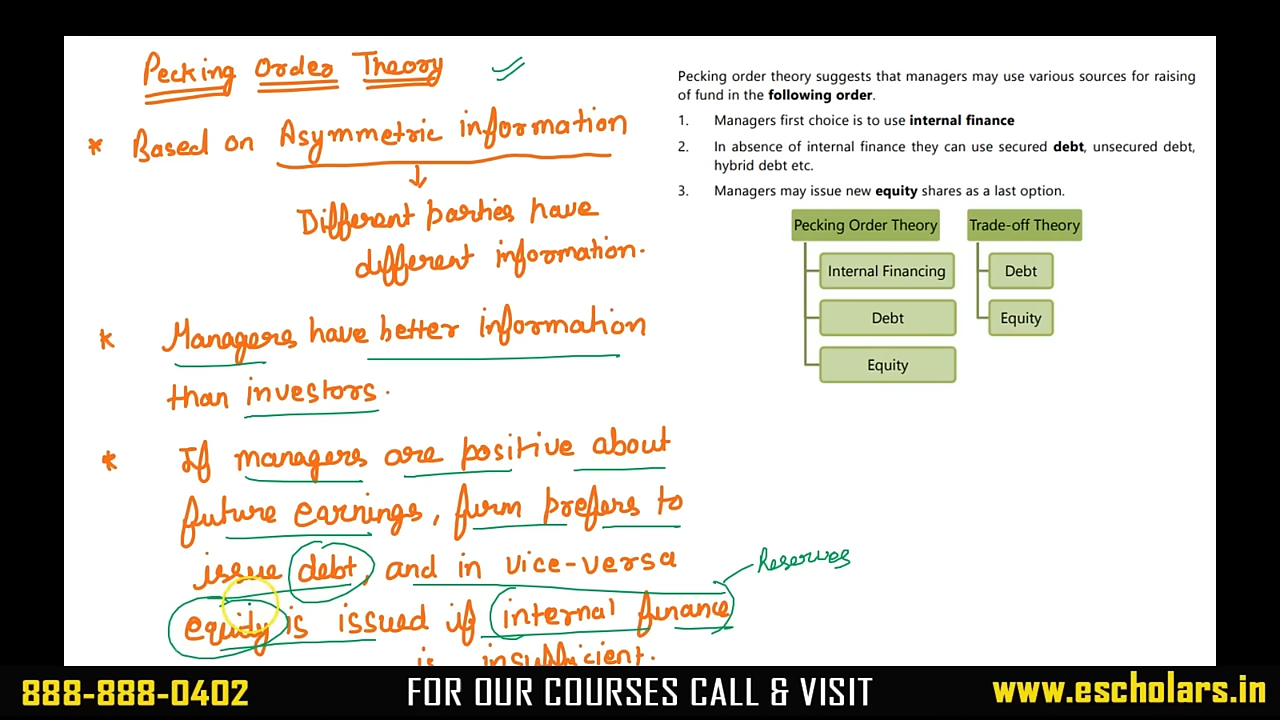 Pecking Order Theory
* Based on Asymmetric information
Different parties have
different information.
* Managers have better information
than investors.
* If managers are positive about
future earnings, firm prefers to
issue debt, and in vice-versa
Reserves
equity is issued if internal finance
is insufficient.
Pecking order theory suggests that managers may use various sources for raising
of fund in the following order.
1. Managers first choice is to use internal finance
2. In absence of internal finance they can use secured debt, unsecured debt,
hybrid debt etc.
3. Managers may issue new equity shares as a last option.
Pecking Order Theory
Internal Financing
Debt
Equity
Trade-off Theory
Debt
Equity
888-888-0402 FOR OUR COURSES CALL & VISIT www.escholars.in